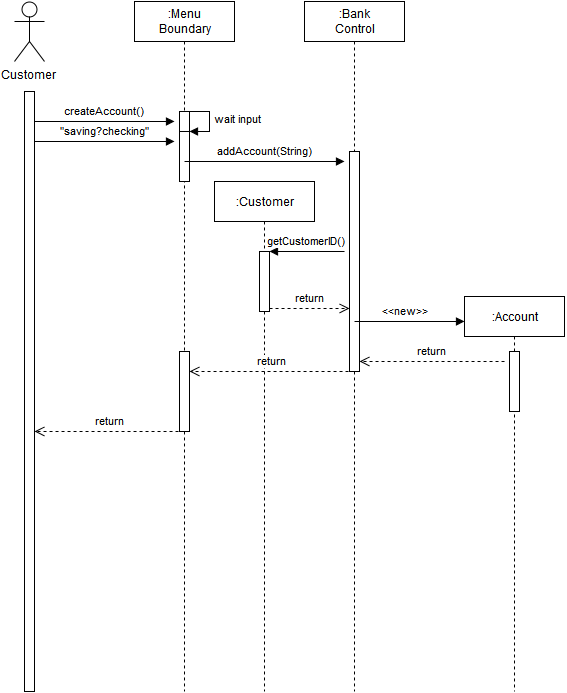 :Menu
Boundary
:Bank
Control
Customer
createAccount()
wait input
"saving?checking"
addAccount(String)
:Customer
getCustomerID()
return
<<new>>
:Account
return
return
return